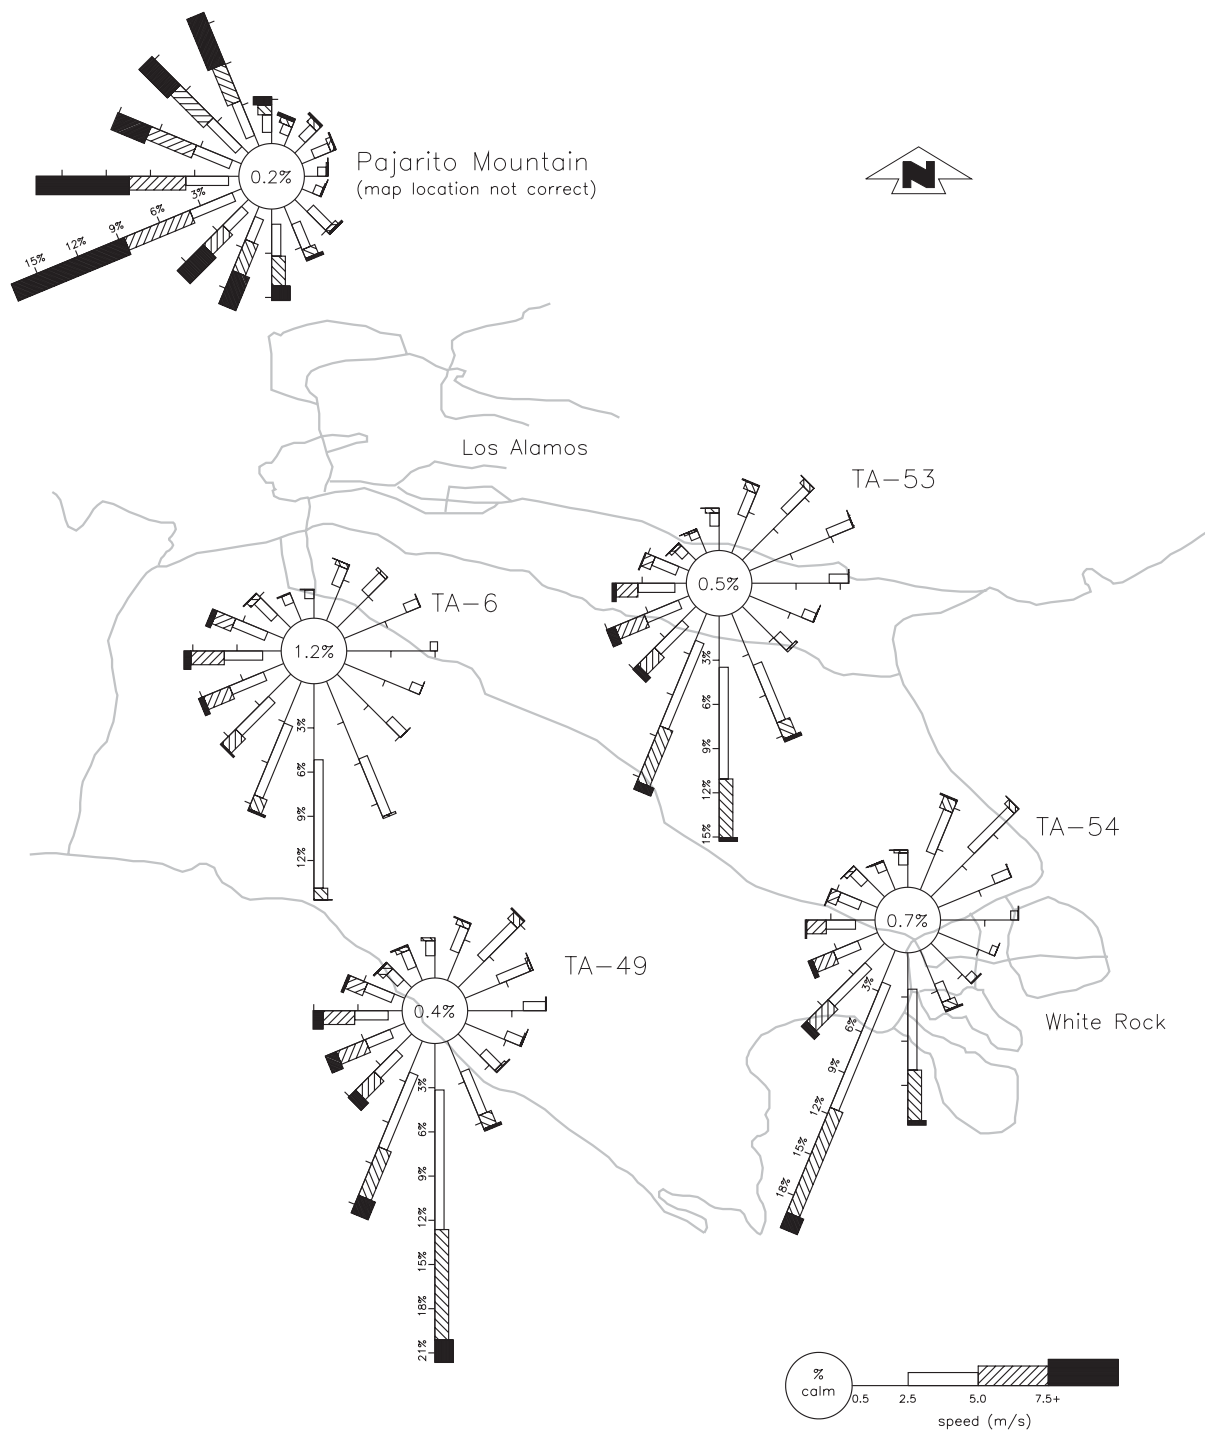 0.2%
Pajarito Mountain
(map location not correct)
N
3%
6%
9%
12%
15%
Los Alamos
TA-53
0.5%
3%
6%
9%
12%
15%
TA-6
1.2%
3%
6%
9%
12%
TA-54
0.7%
3%
6%
9%
12%
15%
18%
TA-49
0.4%
3%
6%
9%
12%
15%
18%
21%
White Rock
%
calm
0.5 2.5 5.0 7.5+
speed (m/s)